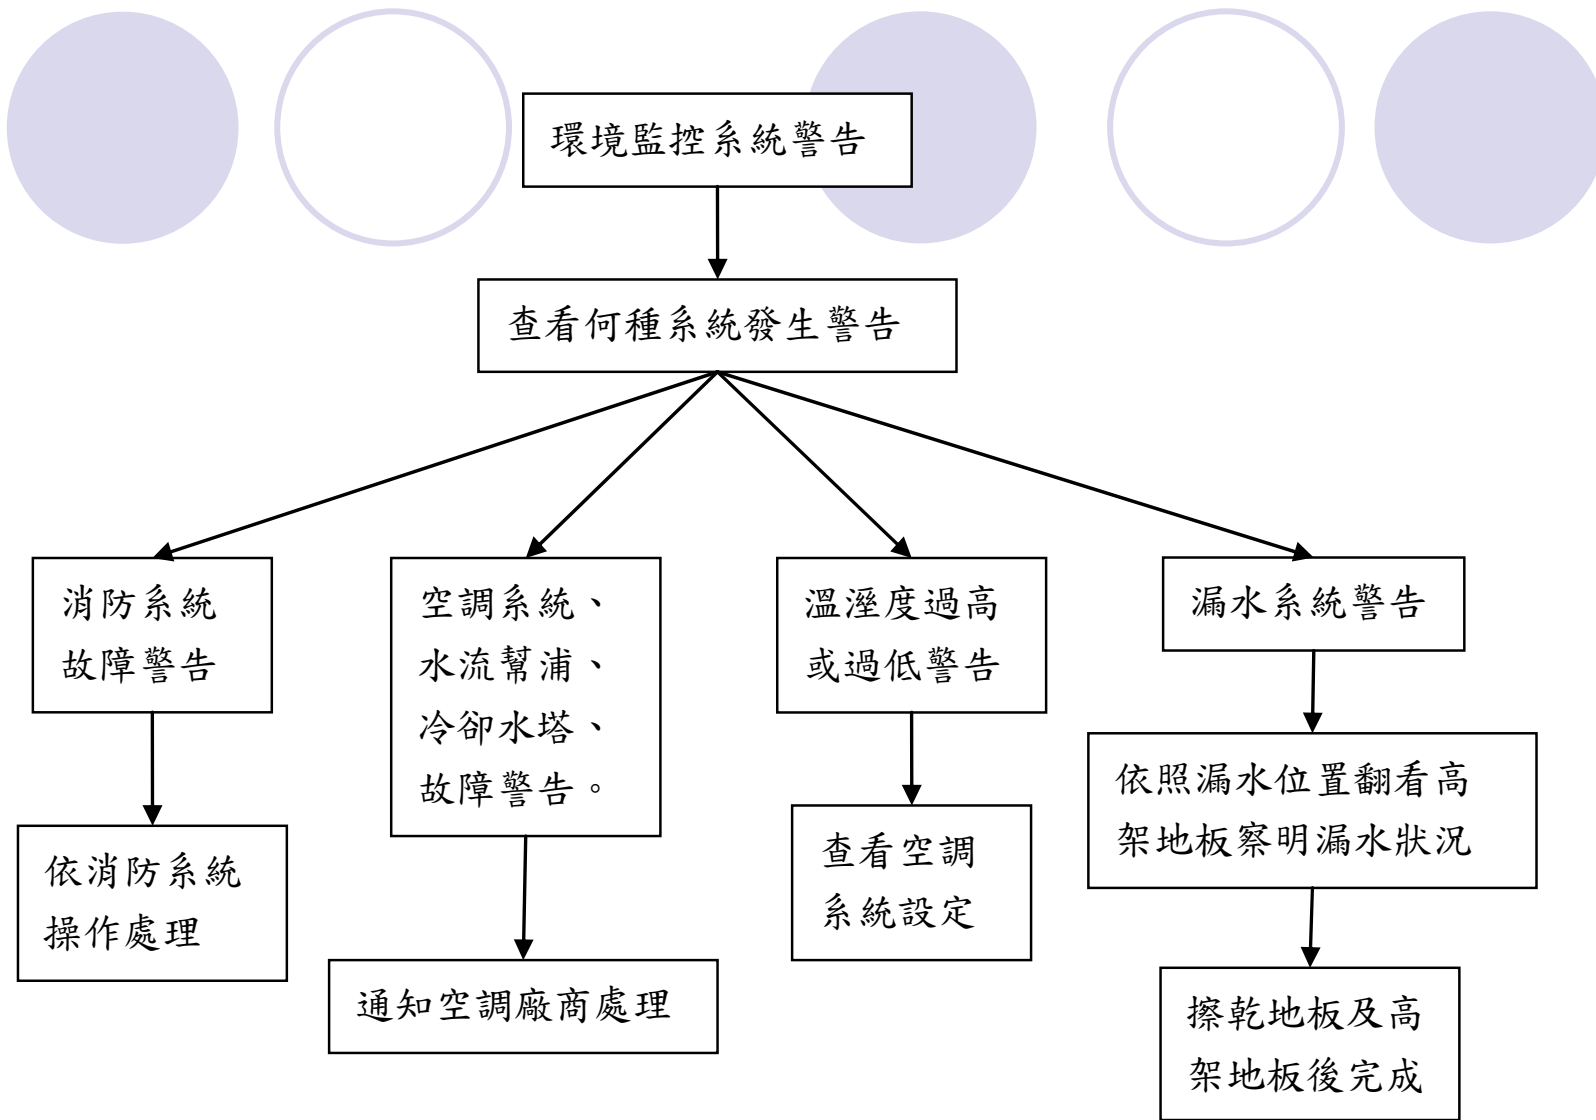 環境監控系統警告
查看何種系統發生警告
消防系統
故障警告
空調系統、
水流幫浦、
冷卻水塔、
故障警告。
溫溼度過高
或過低警告
漏水系統警告
依消防系統
操作處理
通知空調廠商處理
查看空調
系統設定
依照漏水位置翻看高
架地板察明漏水狀況
擦乾地板及高
架地板後完成